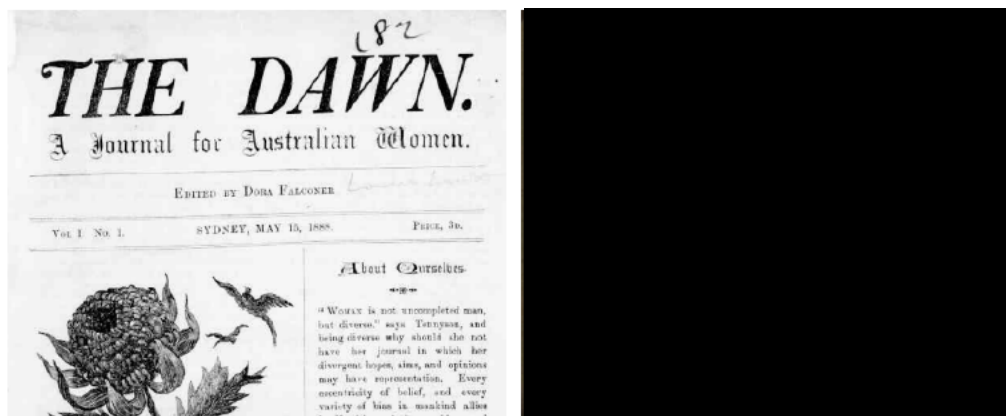 182
THE DAWN.
A Journal for Australian Women.
EDITED BY DORA FALCONER
VOL 1. NO. 1.
SYDNEY, MAY 15, 1888.
PRICE, 3D.
About Ourselves.
"WOMAN is not uncompleted man,
but diverse." says Tennyson, and
being diverse why should she not
have her journal in which her
divergent hopes, aims, and opinions
may have representation. Every
eccentricity of belief, and every
variety of bias in mankind allies